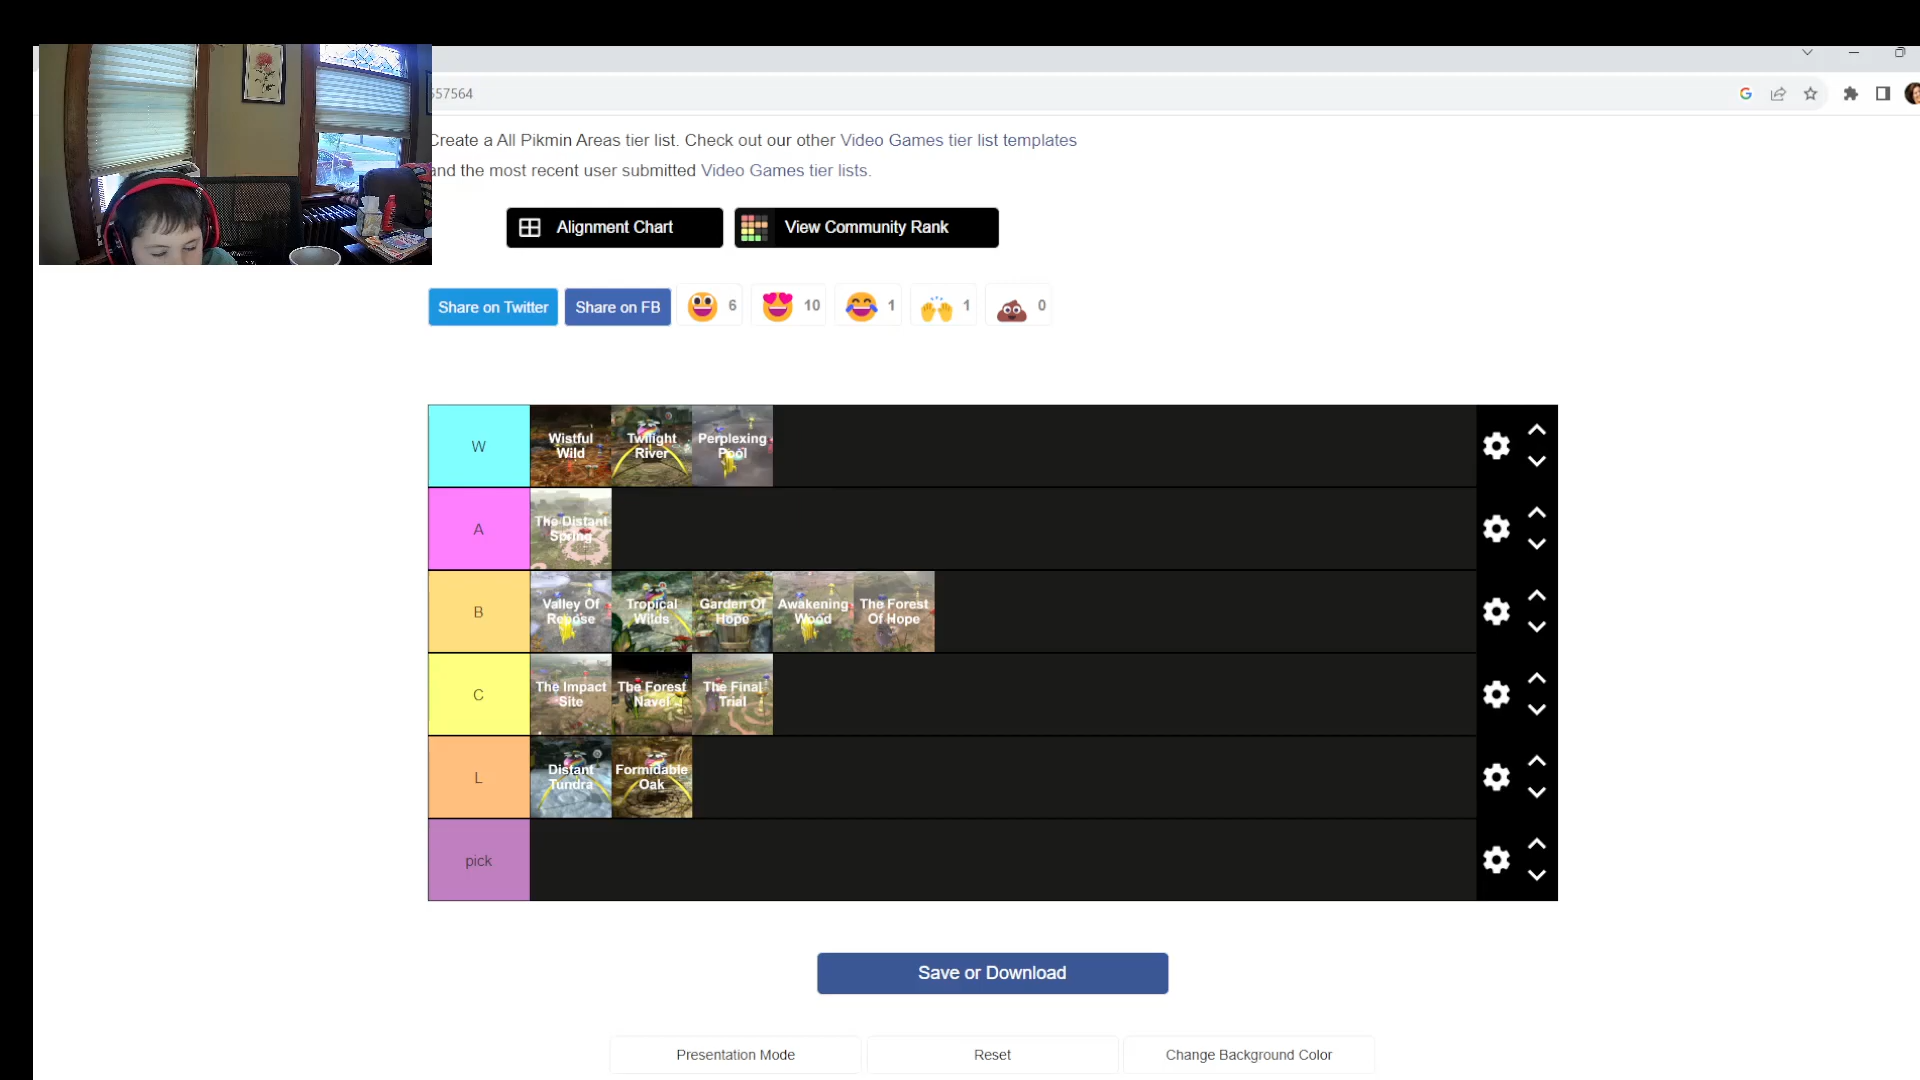 557564
Create a All Pikmin Areas tier list. Check out our other Video Games tier list templates
and the most recent user submitted Video Games tier lists.
Alignment Chart
View Community Rank
Share on Twitter
Share on FB
6
10
1
1
0
W
Wistful Wild
Twilight River
Perplexing Pool
A
The Distant Spring
B
Valley Of Repose
Tropical Wilds
Garden Of Hope
Awakening Wood
The Forest Of Hope
C
The Impact Site
The Forest Navel
The Final Trial
L
Distant Tundra
Formidable Oak
pick
Save or Download
Presentation Mode
Reset
Change Background Color